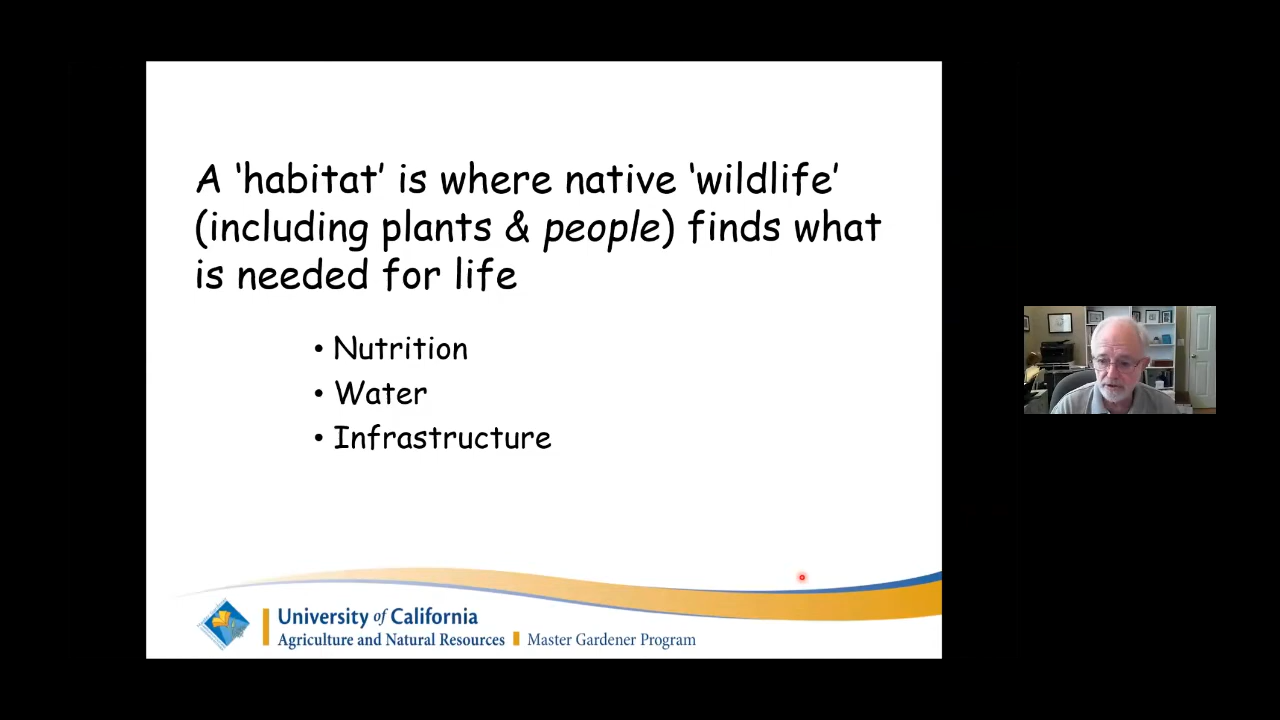 A ‘habitat’ is where native ‘wildlife’
(including plants & people) finds what
is needed for life
• Nutrition
• Water
• Infrastructure
University of California
Agriculture and Natural Resources Master Gardener Program